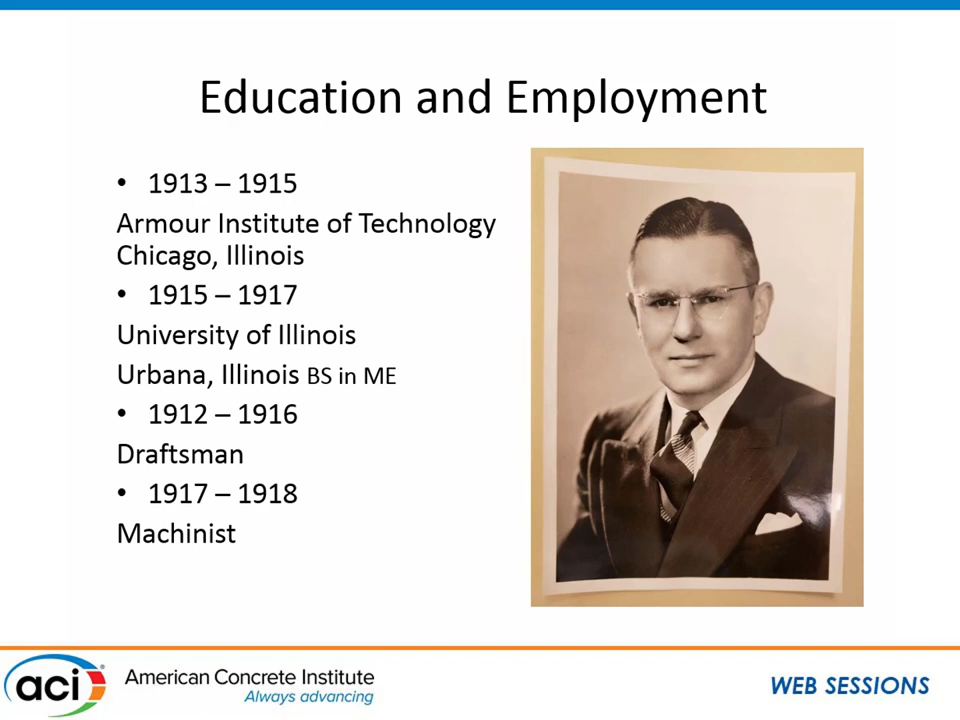 Education and Employment
• 1913 – 1915
Armour Institute of Technology
Chicago, Illinois
• 1915 – 1917
University of Illinois
Urbana, Illinois BS in ME
• 1912 – 1916
Draftsman
• 1917 – 1918
Machinist
aci
American Concrete Institute
Always advancing
WEB SESSIONS